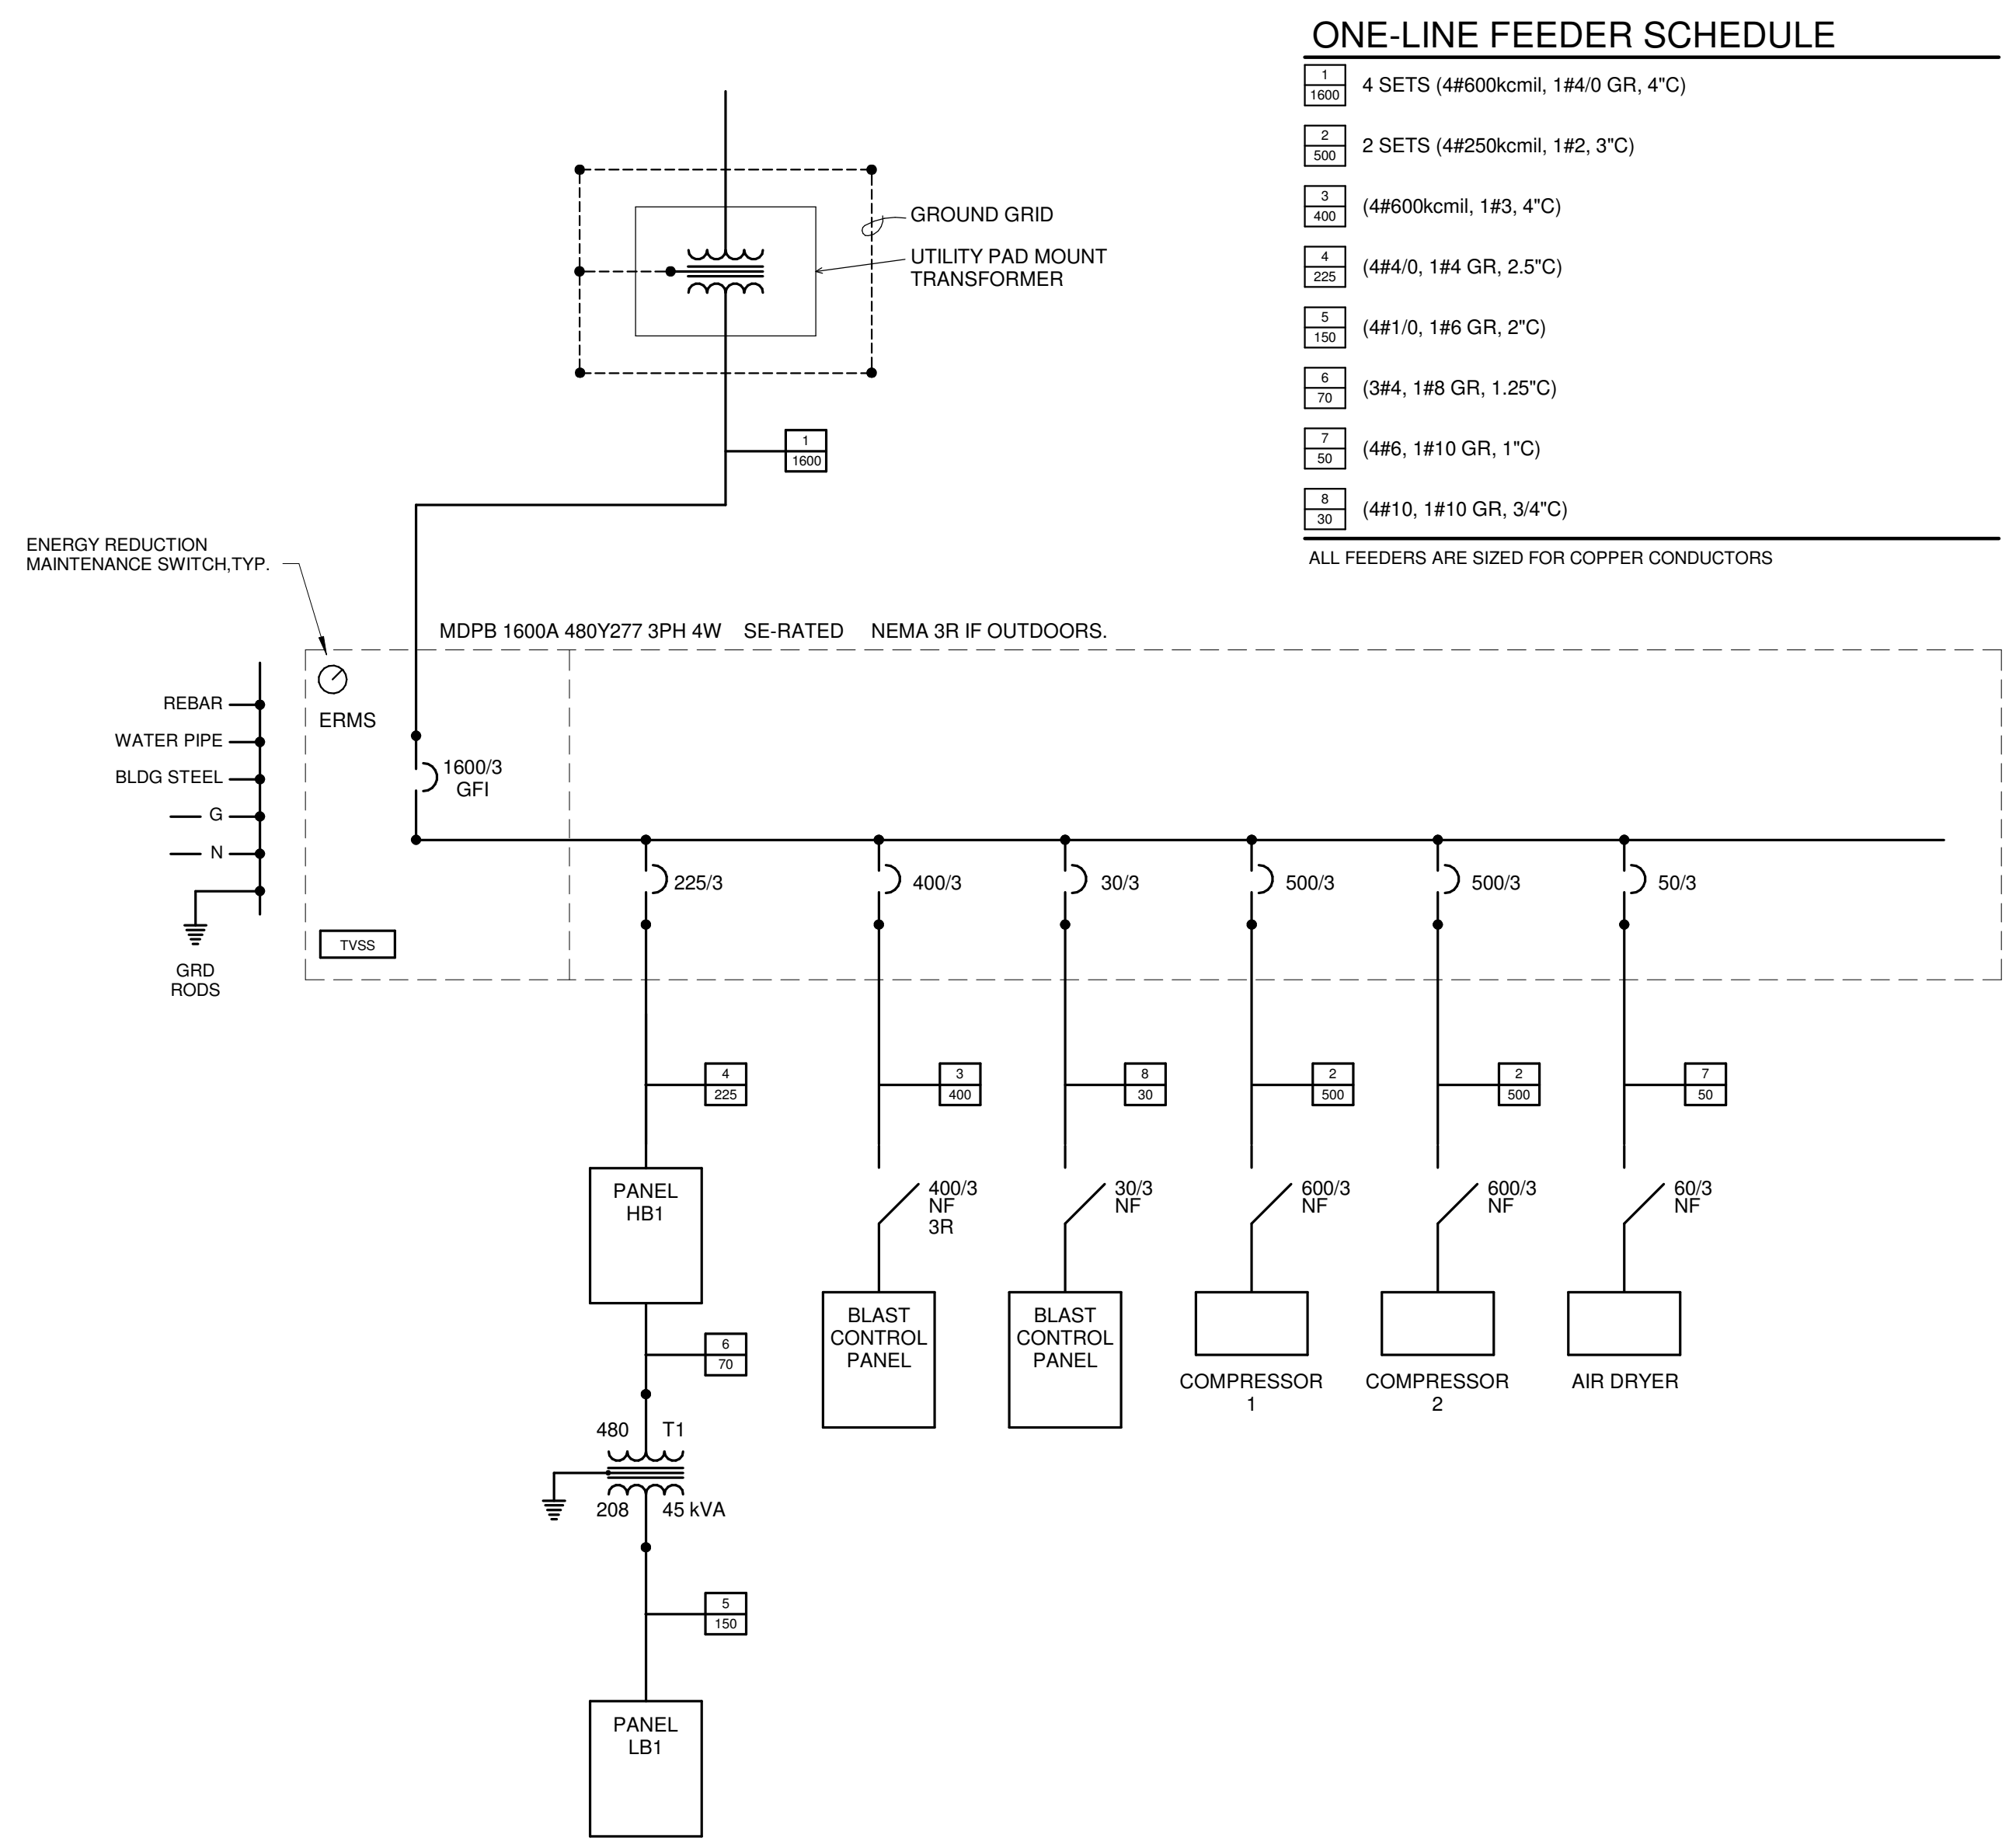 ONE-LINE FEEDER SCHEDULE
1
1600
4 SETS (4#600kcmil, 1#4/0 GR, 4"C)
2
500
2 SETS (4#250kcmil, 1#2, 3"C)
3
400
(4#600kcmil, 1#3, 4"C)
4
225
(4#4/0, 1#4 GR, 2.5"C)
5
150
(4#1/0, 1#6 GR, 2"C)
6
70
(3#4, 1#8 GR, 1.25"C)
7
50
(4#6, 1#10 GR, 1"C)
8
30
(4#10, 1#10 GR, 3/4"C)
ALL FEEDERS ARE SIZED FOR COPPER CONDUCTORS
GROUND GRID
UTILITY PAD MOUNT
TRANSFORMER
1
1600
ENERGY REDUCTION
MAINTENANCE SWITCH,TYP.
MDPB 1600A 480Y277 3PH 4W SE-RATED NEMA 3R IF OUTDOORS.
ERMS
REBAR
WATER PIPE
BLDG STEEL
G
N
GRD
RODS
1600/3
GFI
TVSS
225/3
400/3
30/3
500/3
500/3
50/3
4
225
3
400
8
30
2
500
2
500
7
50
PANEL
HB1
400/3
NF
3R
30/3
NF
600/3
NF
600/3
NF
60/3
NF
BLAST
CONTROL
PANEL
BLAST
CONTROL
PANEL
COMPRESSOR
1
COMPRESSOR
2
AIR DRYER
6
70
480 T1
208 45 kVA
5
150
PANEL
LB1